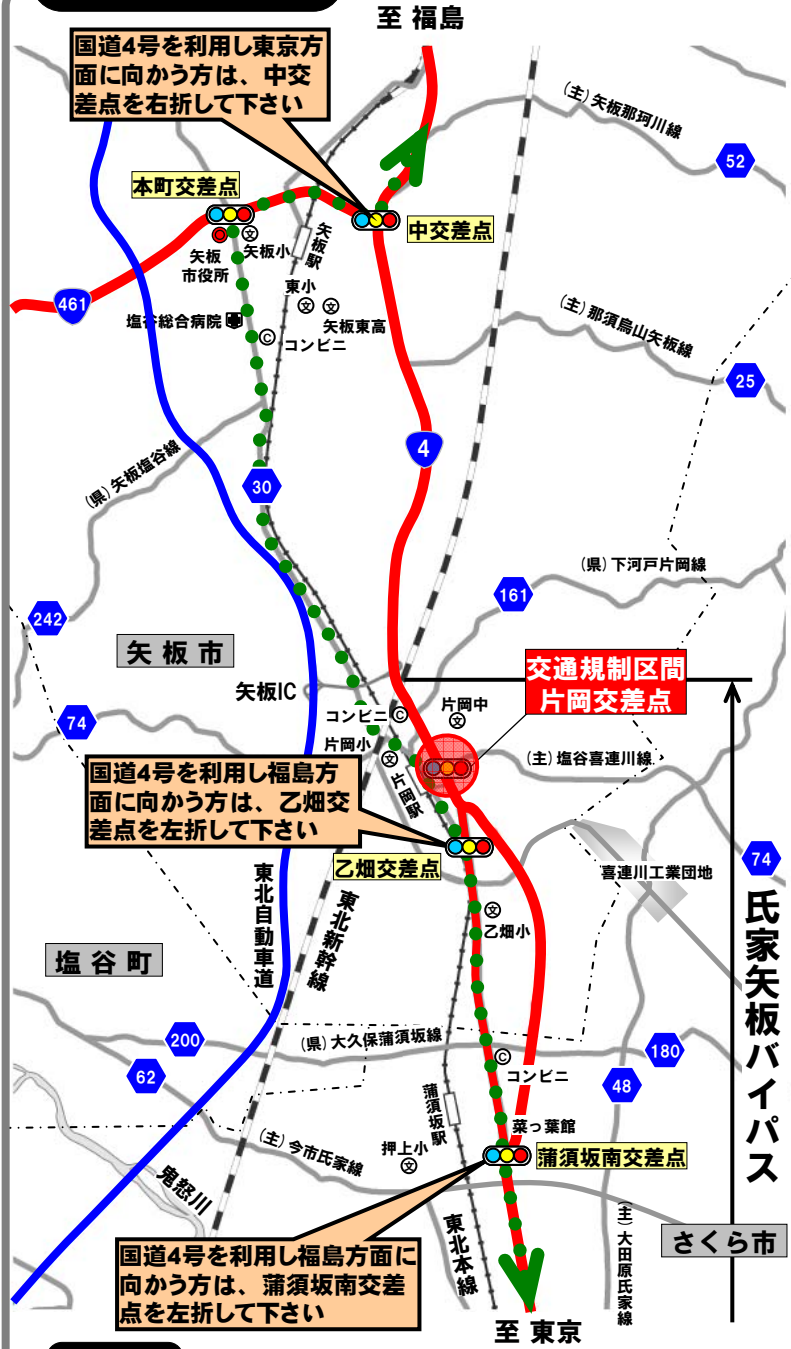 至 福島
国道4号を利用し東京方
面に向かう方は、中交
差点を右折して下さい
(主)矢板那珂川線
52
本町交差点
中交差点
矢板
市役所
文
矢板小
矢板駅
461
東小
文
文
矢板東高
塩谷総合病院
C
コンビニ
(主)那須烏山矢板線
25
4
(県)矢板塩谷線
30
(県)下河戸片岡線
161
242
矢板市
交通規制区間
片岡交差点
矢板IC
片岡中
文
コンビニ
C
74
片岡小
文
片岡駅
(主)塩谷喜連川線
国道4号を利用し福島方
面に向かう方は、乙畑交
差点を左折して下さい
乙畑交差点
74
喜連川工業団地
東北自動車道
東北新幹線
文
乙畑小
氏家矢板バイパス
塩谷町
200
(県)大久保蒲須坂線
180
62
C
コンビニ
48
蒲須坂駅
菜っ葉館
(主)今市氏家線
押上小
文
蒲須坂南交差点
鬼怒川
(主)大田原氏家線
東北本線
さくら市
国道4号を利用し福島方面に
向かう方は、蒲須坂南交差
点を左折して下さい
至 東京